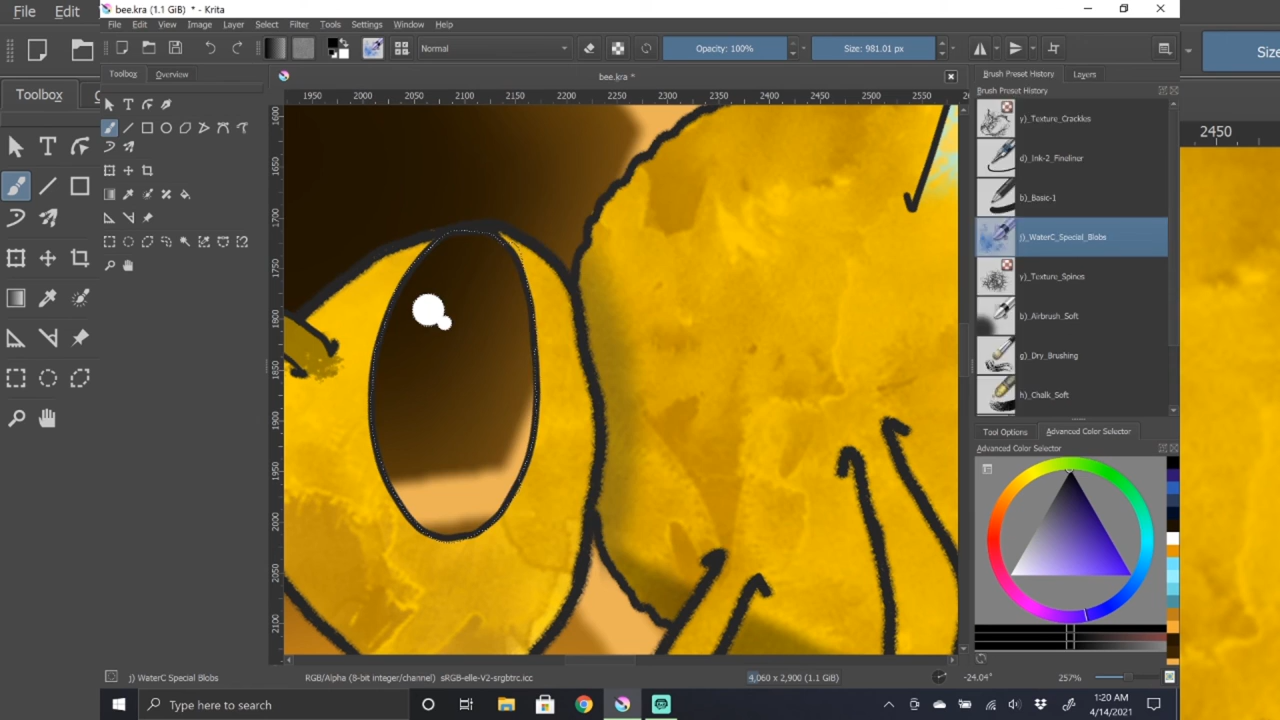 File Edit
Toolbox
Size
2450
bee.kra (1.1 GiB) * - Krita
File Edit View Image Layer Select Filter Tools Settings Window Help
Normal
Opacity: 100%
Size: 981.01 px
Toolbox Overview
bee.kra *
1950 2000 2050 2100 2150 2200 2250 2300 2350 2400 2450 2500 2550
1600
1650
1700
1750
1800
1850
1900
1950
2000
2050
2100
Brush Preset History Layers
Brush Preset History
y)_Texture_Crackles
d)_Ink-2_Fineliner
b)_Basic-1
j)_WaterC_Special_Blobs
y)_Texture_Spines
b)_Airbrush_Soft
g)_Dry_Brushing
h)_Chalk_Soft
Tool Options Advanced Color Selector
Advanced Color Selector
j) WaterC Special Blobs
RGB/Alpha (8-bit integer/channel) sRGB-elle-V2-srgbtrc.icc
4,060 x 2,900 (1.1 GiB)
-24.04°
257%
Type here to search
1:20 AM
4/14/2021